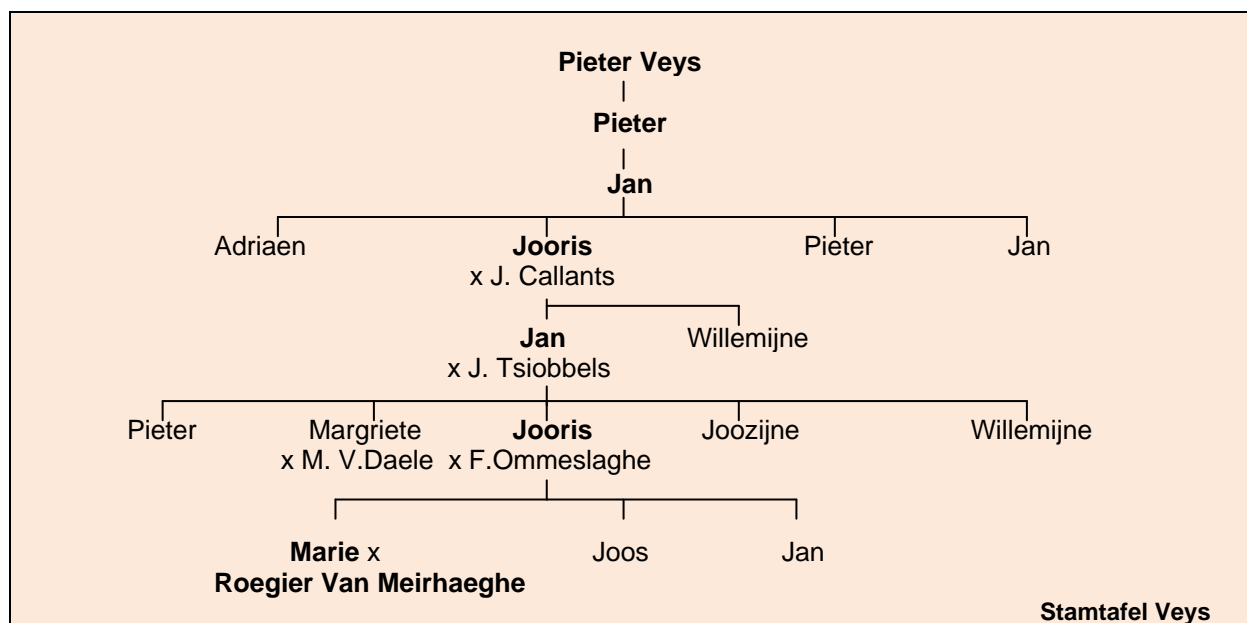 Pieter Veys
Pieter
Jan
Adriaen Jooris Pieter Jan
x J. Callants
Jan Willemijne
x J. Tsiobbels
Pieter Margriete Jooris Joozijne Willemijne
x M. V.Daele x F.Ommeslaghe
Marie x Joos Jan
Roegier Van Meirhaeghe
Stamtafel Veys